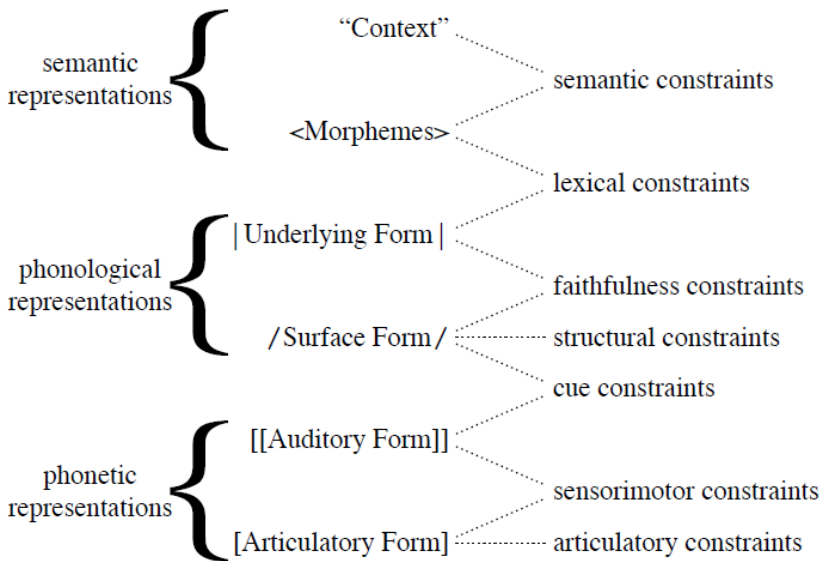 “Context”
semantic
representations
semantic constraints
<Morphemes>
lexical constraints
|Underlying Form|
phonological
representations
faithfulness constraints
/Surface Form/
structural constraints
cue constraints
[[Auditory Form]]
phonetic
representations
sensorimotor constraints
[Articulatory Form]
articulatory constraints